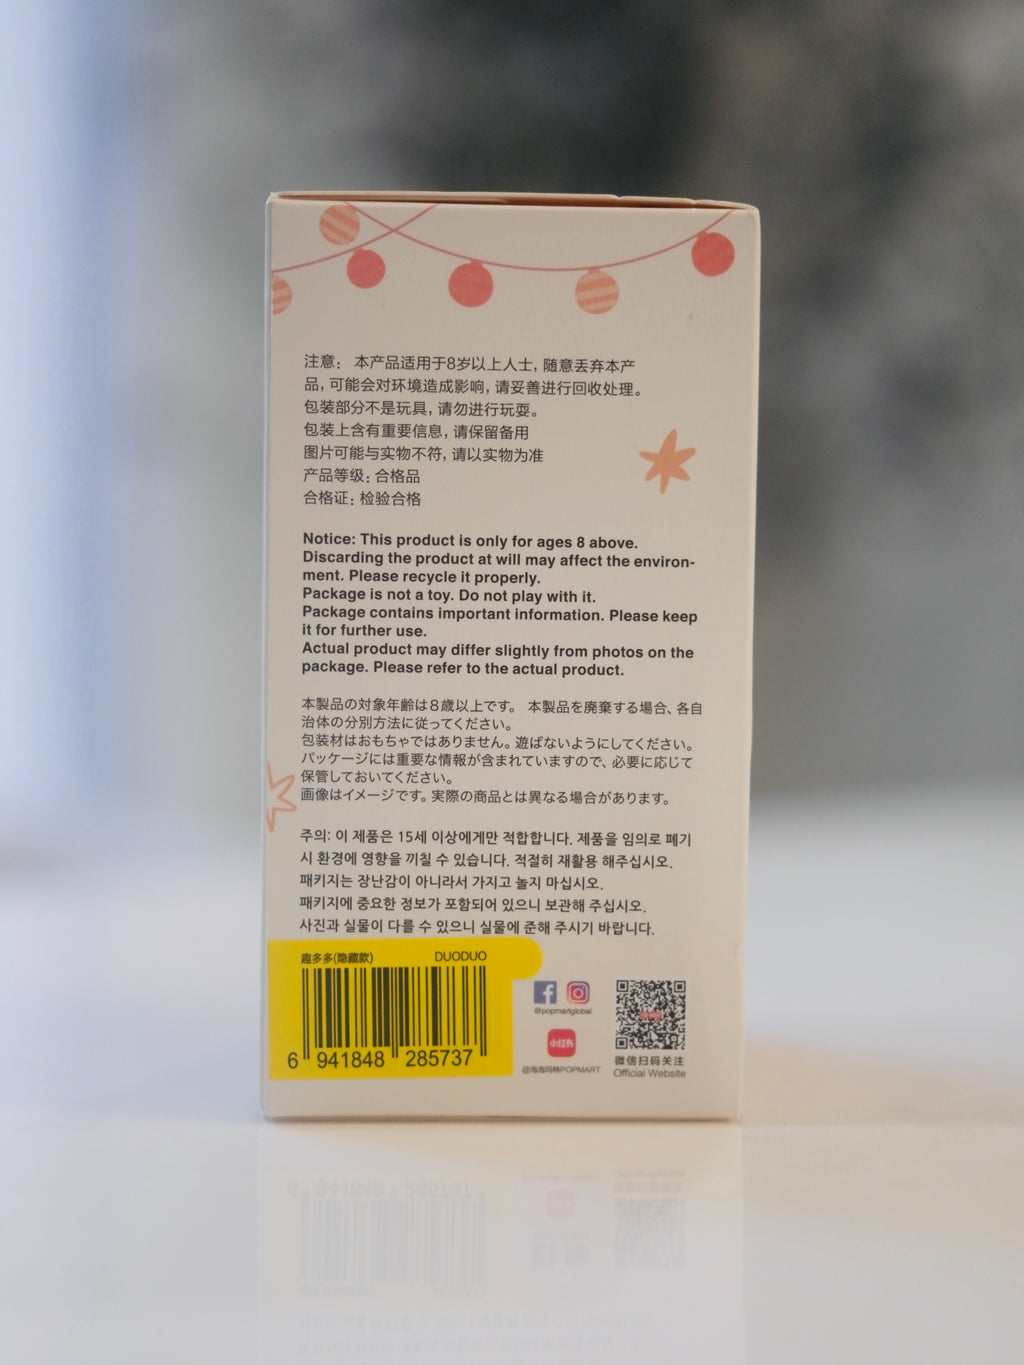 注意： 本产品适用于8岁以上人士, 随意丢弃本产
品, 可能会对环境造成影响, 请妥善进行回收处理。
包装部分不是玩具, 请勿进行玩耍。
包装上含有重要信息, 请保留备用
图片可能与实物不符, 请以实物为准
产品等级: 合格品
合格证: 检验合格
Notice: This product is only for ages 8 above.
Discarding the product at will may affect the environ-
ment. Please recycle it properly.
Package is not a toy. Do not play with it.
Package contains important information. Please keep
it for further use.
Actual product may differ slightly from photos on the
package. Please refer to the actual product.
本製品の対象年齢は8歳以上です。 本製品を廃棄する場合、各自
治体の分別方法に従ってください。
包装材はおもちゃではありません。遊ばないようにしてください。
パッケージには重要な情報が含まれていますので、必要に応じて
保管しておいてください。
画像はイメージです。実際の商品とは異なる場合があります。
주의: 이 제품은 15세 이상에게만 적합합니다. 제품을 임의로 폐기
시 환경에 영향을 끼칠 수 있습니다. 적절히 재활용 해주십시오.
패키지는 장난감이 아니라서 가지고 놀지 마십시오.
패키지에 중요한 정보가 포함되어 있으니 보관해 주십시오.
사진과 실물이 다를 수 있으니 실물에 준해 주시기 바랍니다.
趣多多(隐藏款) DUODUO
6 941848 285737
@popmartglobal
小红书
@泡泡玛特POPMART
微信扫码关注
Official Website